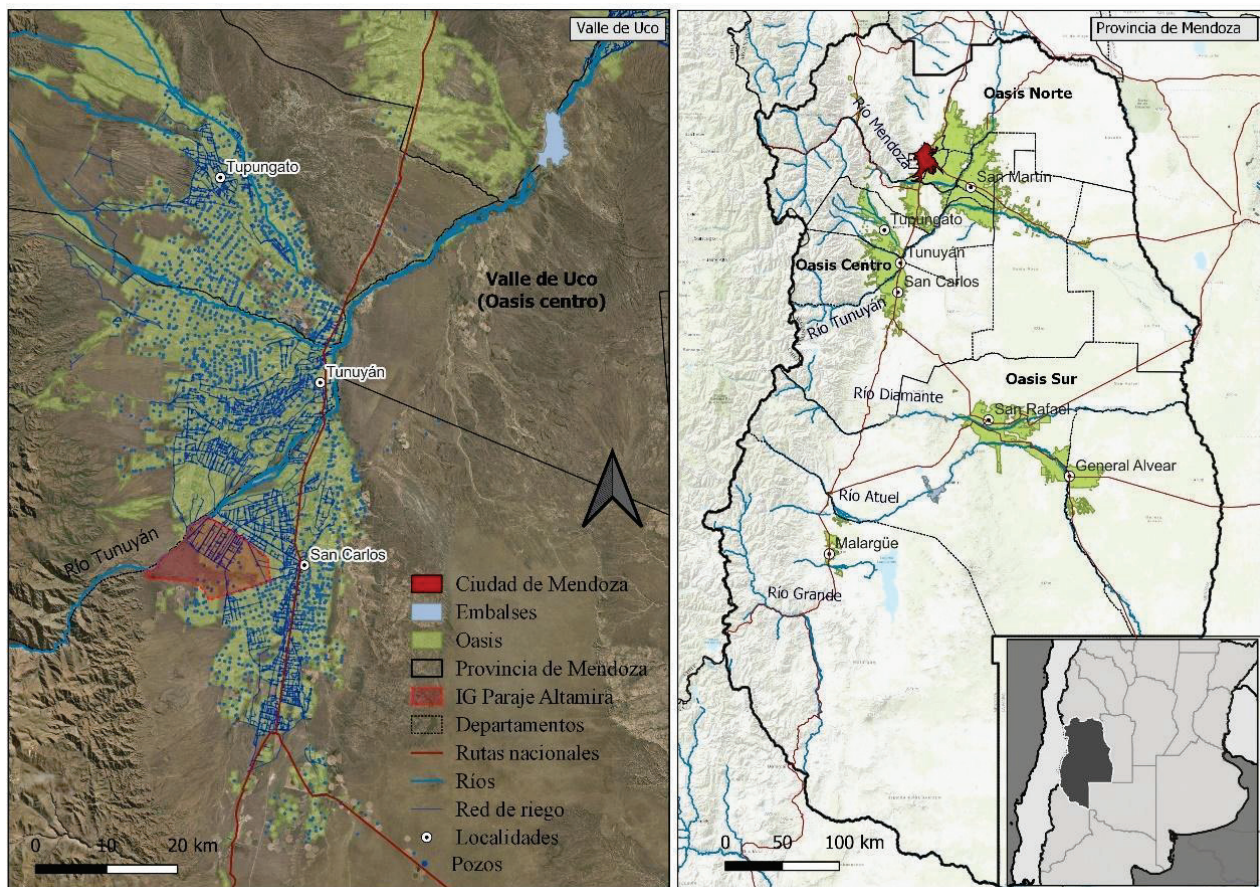 Valle de Uco
Tupungato
Valle de Uco
(Oasis centro)
Tunuyán
Río Tunuyán
San Carlos
Ciudad de Mendoza
Embalses
Oasis
Provincia de Mendoza
IG Paraje Altamira
Departamentos
Rutas nacionales
Ríos
Red de riego
Localidades
Pozos
0 10 20 km
Provincia de Mendoza
Oasis Norte
Río Mendoza
San Martín
Tupungato
Tunuyán
Oasis Centro
San Carlos
Río Tunuyán
Oasis Sur
Río Diamante
San Rafael
General Alvear
Río Atuel
Malargüe
Río Grande
0 50 100 km